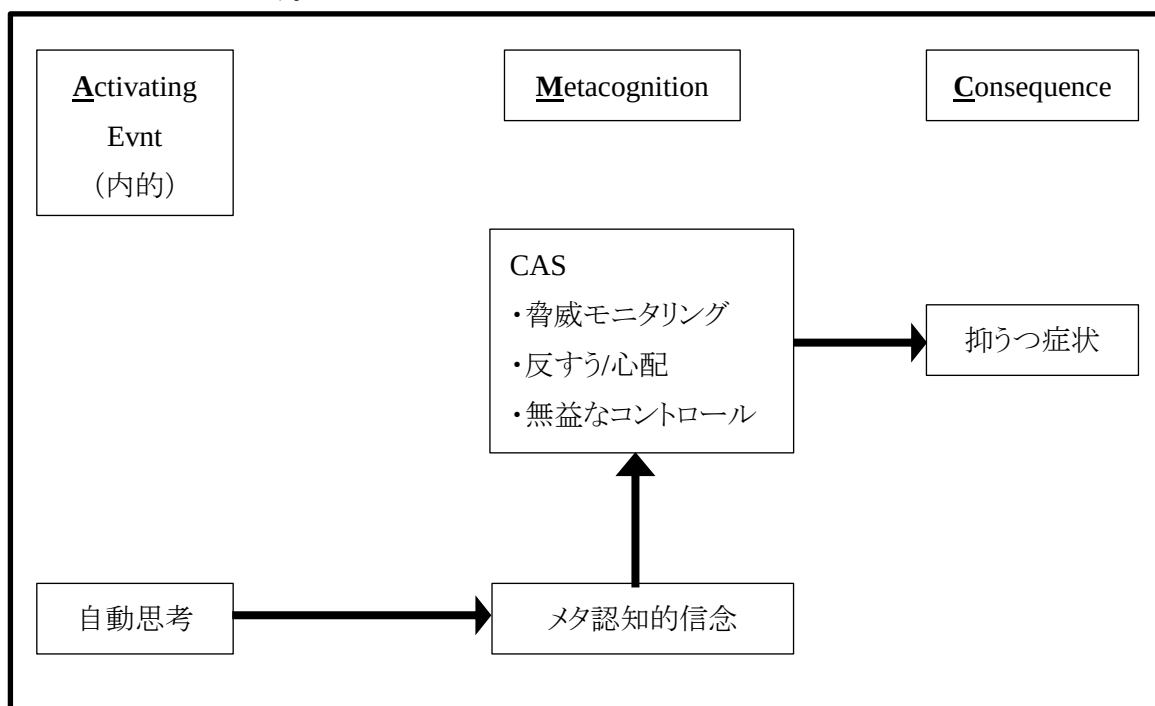 Activating
Evnt
(内的)
Metacognition
Consequence
CAS
・脅威モニタリング
・反すう/心配
・無益なコントロール
抑うつ症状
自動思考
メタ認知的信念